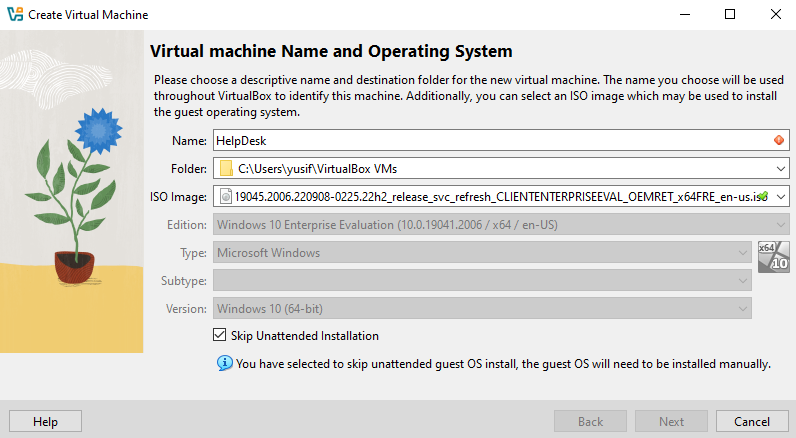 Create Virtual Machine
Virtual machine Name and Operating System
Please choose a descriptive name and destination folder for the new virtual machine. The name you choose will be used
throughout VirtualBox to identify this machine. Additionally, you can select an ISO image which may be used to install
the guest operating system.
Name: HelpDesk
Folder: C:\Users\yusif\VirtualBox VMs
ISO Image: 19045.2006.220908-0225.22h2_release_svc_refresh_CLIENTENTERPRISEEVAL_OEMRET_x64FRE_en-us.iso
Edition: Windows 10 Enterprise Evaluation (10.0.19041.2006 / x64 / en-US)
Type: Microsoft Windows
x64
10
Subtype:
Version: Windows 10 (64-bit)
Skip Unattended Installation
You have selected to skip unattended guest OS install, the guest OS will need to be installed manually.
Help Back Next Cancel